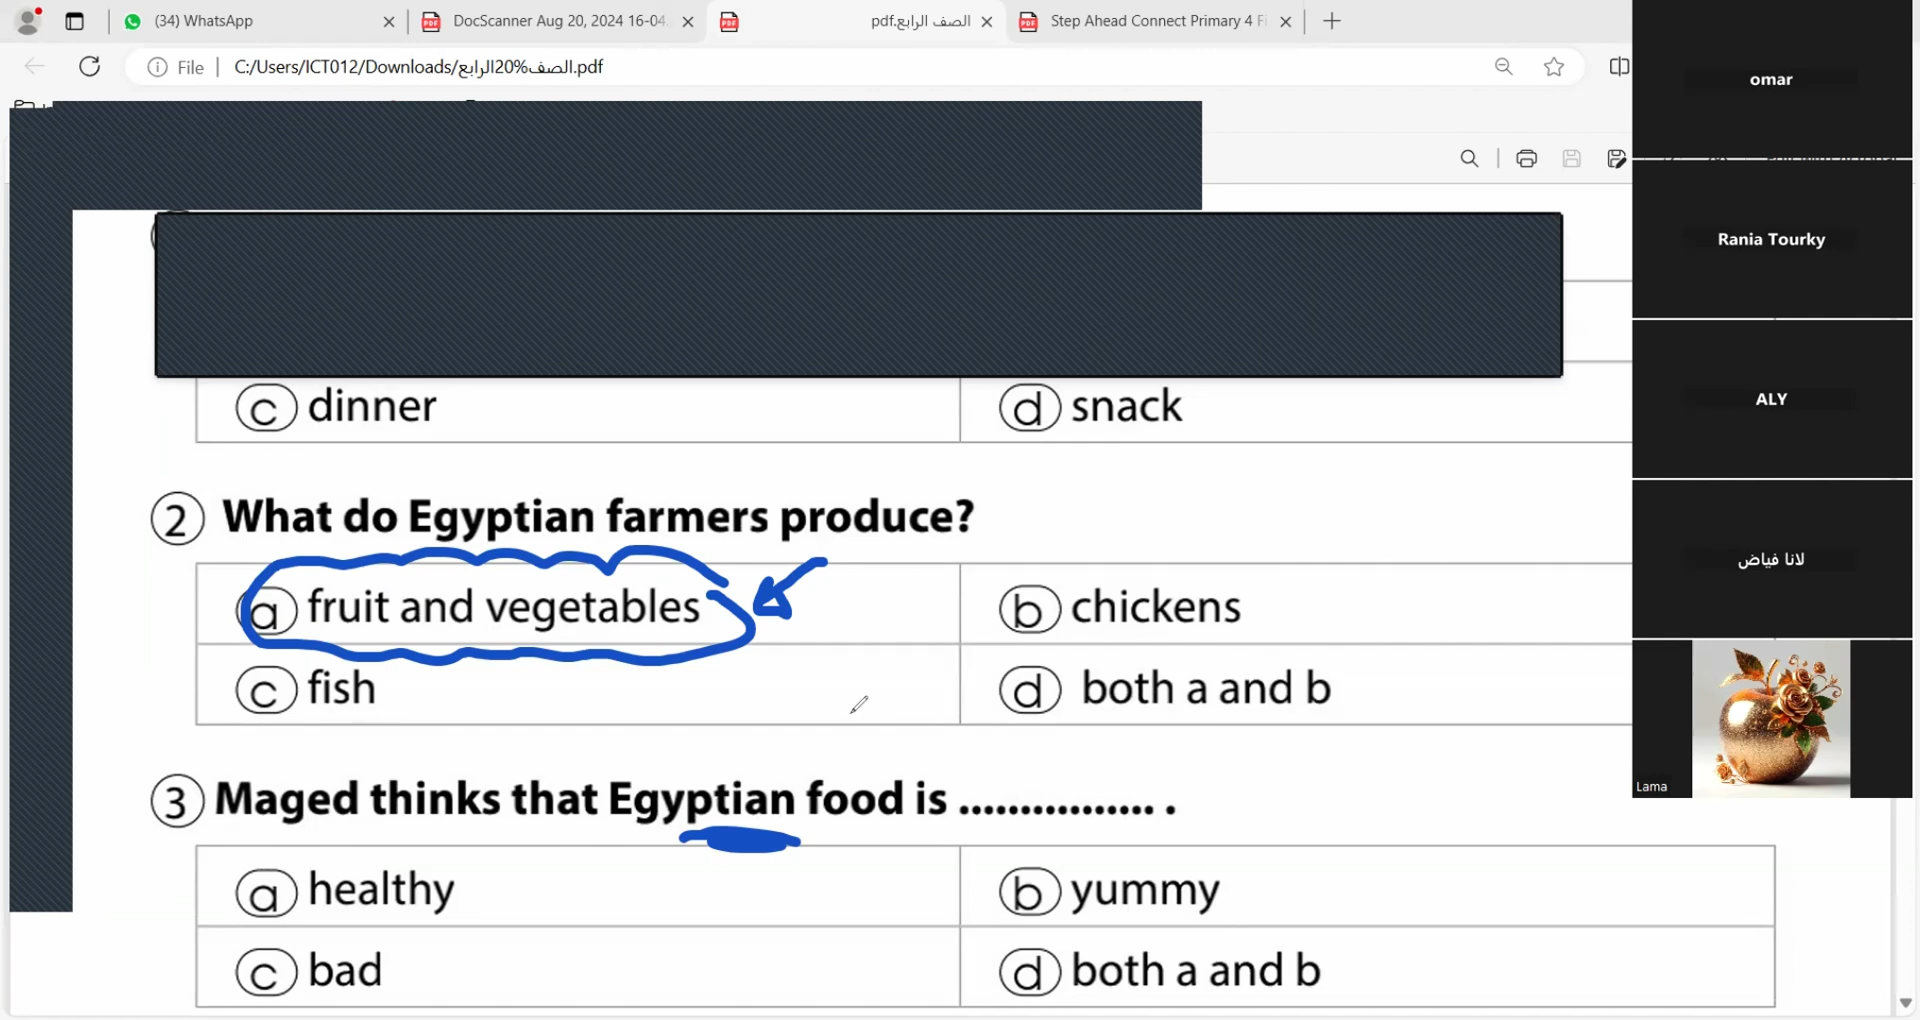 (34) WhatsApp
DocScanner Aug 20, 2024 16-04
الصف الرابع.pdf
Step Ahead Connect Primary 4 Fi
File
C:/Users/ICT012/Downloads/الصف%20الرابع.pdf
omar
Rania Tourky
ALY
لانا فياض
Lama
c dinner
d snack
2 What do Egyptian farmers produce?
a fruit and vegetables
b chickens
c fish
d both a and b
3 Maged thinks that Egyptian food is ................ .
a healthy
b yummy
c bad
d both a and b